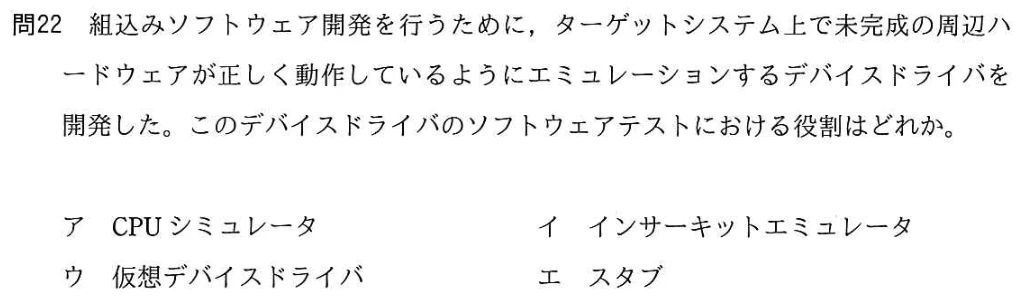 問22 組込みソフトウェア開発を行うために，ターゲットシステム上で未完成の周辺ハ
ードウェアが正しく動作しているようにエミュレーションするデバイスドライバを
開発した。このデバイスドライバのソフトウェアテストにおける役割はどれか。
ア CPU シミュレータ イ インサーキットエミュレータ
ウ 仮想デバイスドライバ エ スタブ